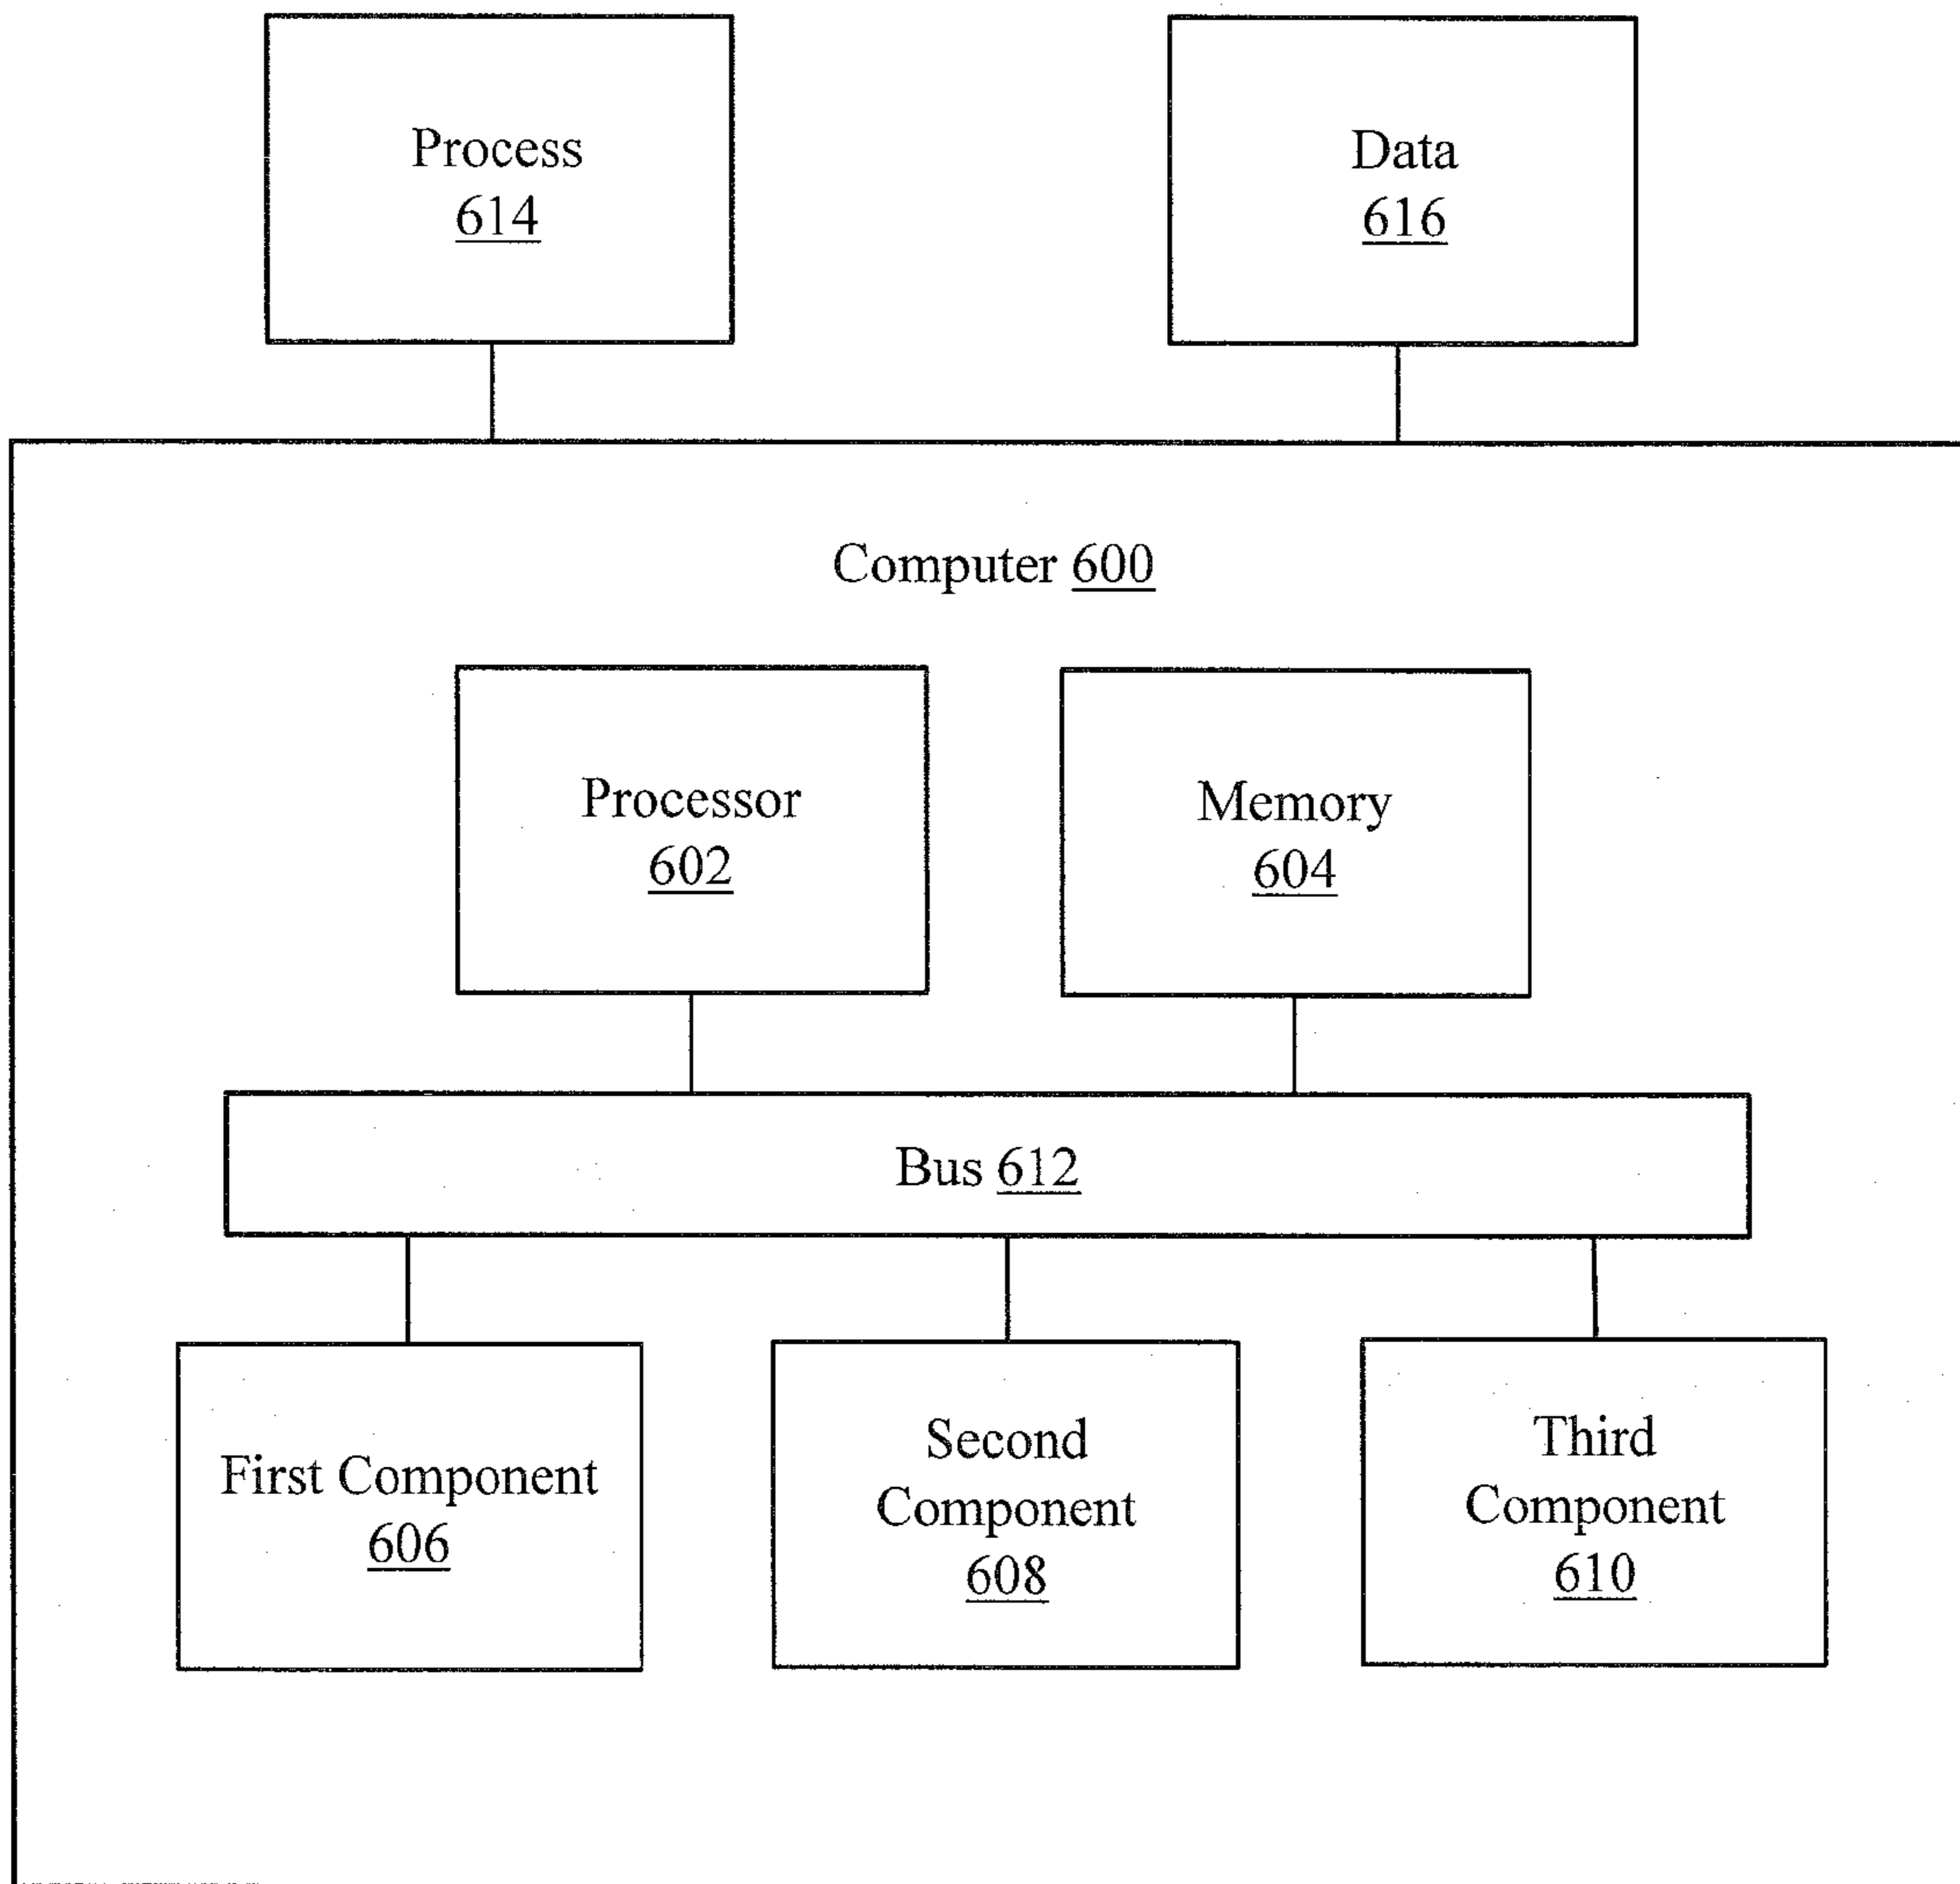 Process
614
Data
616
Computer 600
Processor
602
Memory
604
Bus 612
First Component
606
Second
Component
608
Third
Component
610